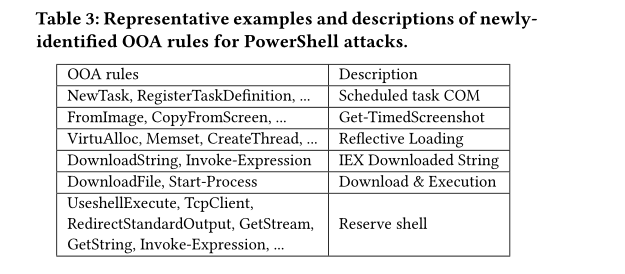 Table 3: Representative examples and descriptions of newly-
identified OOA rules for PowerShell attacks.
OOA rules Description
NewTask, RegisterTaskDefinition, ... Scheduled task COM
FromImage, CopyFromScreen, ... Get-TimedScreenshot
VirtuAlloc, Memset, CreateThread, ... Reflective Loading
DownloadString, Invoke-Expression IEX Downloaded String
DownloadFile, Start-Process Download & Execution
UseshellExecute, TcpClient,
RedirectStandardOutput, GetStream, Reserve shell
GetString, Invoke-Expression, ...